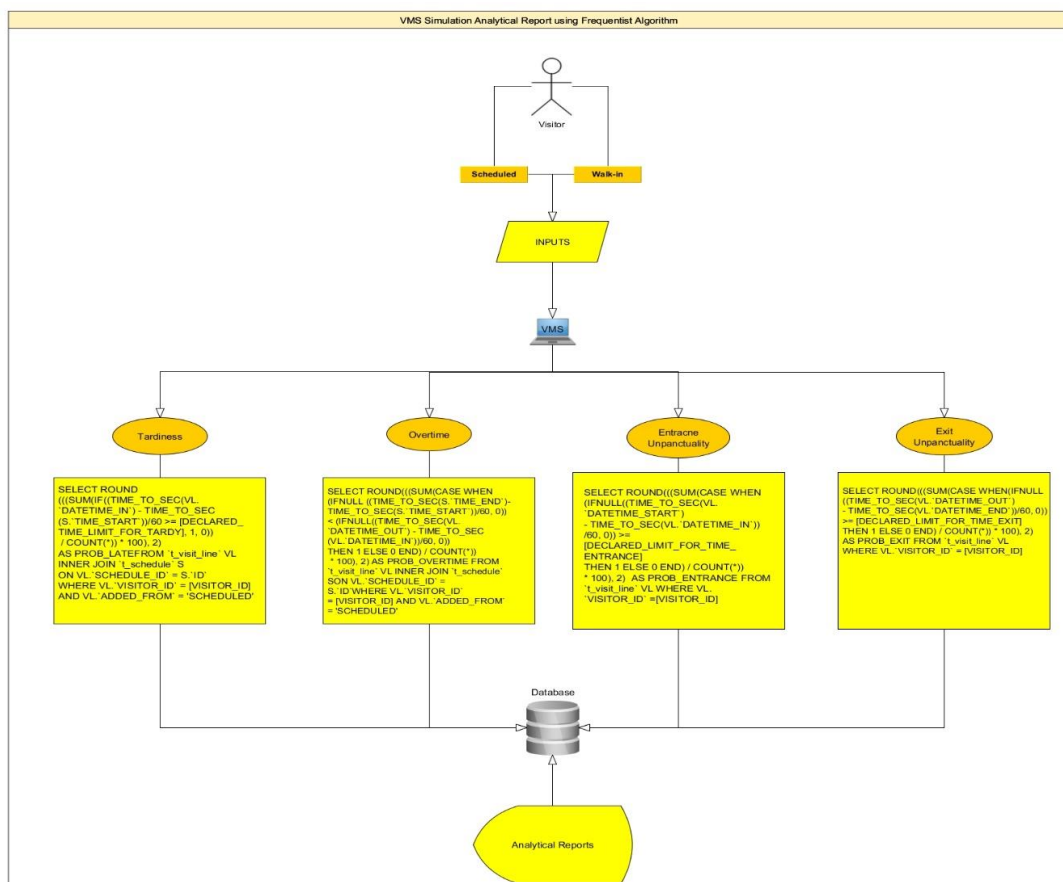 VMS Simulation Analytical Report using Frequentist Algorithm
Visitor
Scheduled
Walk-in
INPUTS
VMS
Tardiness
Overtime
Entracne
Unpanctuality
Exit
Unpanctuality
SELECT ROUND
(((SUM(IF((TIME_TO_SEC(VL.
`DATETIME_IN`) - TIME_TO_SEC
(S.`TIME_START`))/60 >= [DECLARED_
TIME_LIMIT_FOR_TARDY], 1, 0))
/ COUNT(*)) * 100), 2)
AS PROB_LATEFROM `t_visit_line` VL
INNER JOIN `t_schedule` S
ON VL.`SCHEDULE_ID` = S.`ID`
WHERE VL.`VISITOR_ID` = [VISITOR_ID]
AND VL.`ADDED_FROM` = 'SCHEDULED'
SELECT ROUND(((SUM(CASE WHEN
(IFNULL ((TIME_TO_SEC(S.`TIME_END`)-
TIME_TO_SEC(S.`TIME_START`))/60, 0))
< (IFNULL((TIME_TO_SEC(VL.
`DATETIME_OUT`) - TIME_TO_SEC
(VL.`DATETIME_IN`))/60, 0))
THEN 1 ELSE 0 END) / COUNT(*))
* 100), 2) AS PROB_OVERTIME FROM
`t_visit_line` VL INNER JOIN `t_schedule`
SON VL.`SCHEDULE_ID` =
S.`ID`WHERE VL.`VISITOR_ID`
= [VISITOR_ID] AND VL.`ADDED_FROM`
= 'SCHEDULED'
SELECT ROUND(((SUM(CASE WHEN
(IFNULL((TIME_TO_SEC(VL.
`DATETIME_START`)
- TIME_TO_SEC(VL.`DATETIME_IN`))
/60, 0)) >=
[DECLARED_LIMIT_FOR_TIME_
ENTRANCE]
THEN 1 ELSE 0 END) / COUNT(*))
* 100), 2) AS PROB_ENTRANCE FROM
`t_visit_line` VL WHERE VL.
`VISITOR_ID` =[VISITOR_ID]
SELECT ROUND(((SUM(CASE WHEN(IFNULL
((TIME_TO_SEC(VL.`DATETIME_OUT`)
- TIME_TO_SEC(VL.`DATETIME_END`))/60, 0))
>= [DECLARED_LIMIT_FOR_TIME_EXIT]
THEN 1 ELSE 0 END) / COUNT(*)) * 100), 2)
AS PROB_EXIT FROM `t_visit_line` VL
WHERE VL.`VISITOR_ID` = [VISITOR_ID]
Database
Analytical Reports